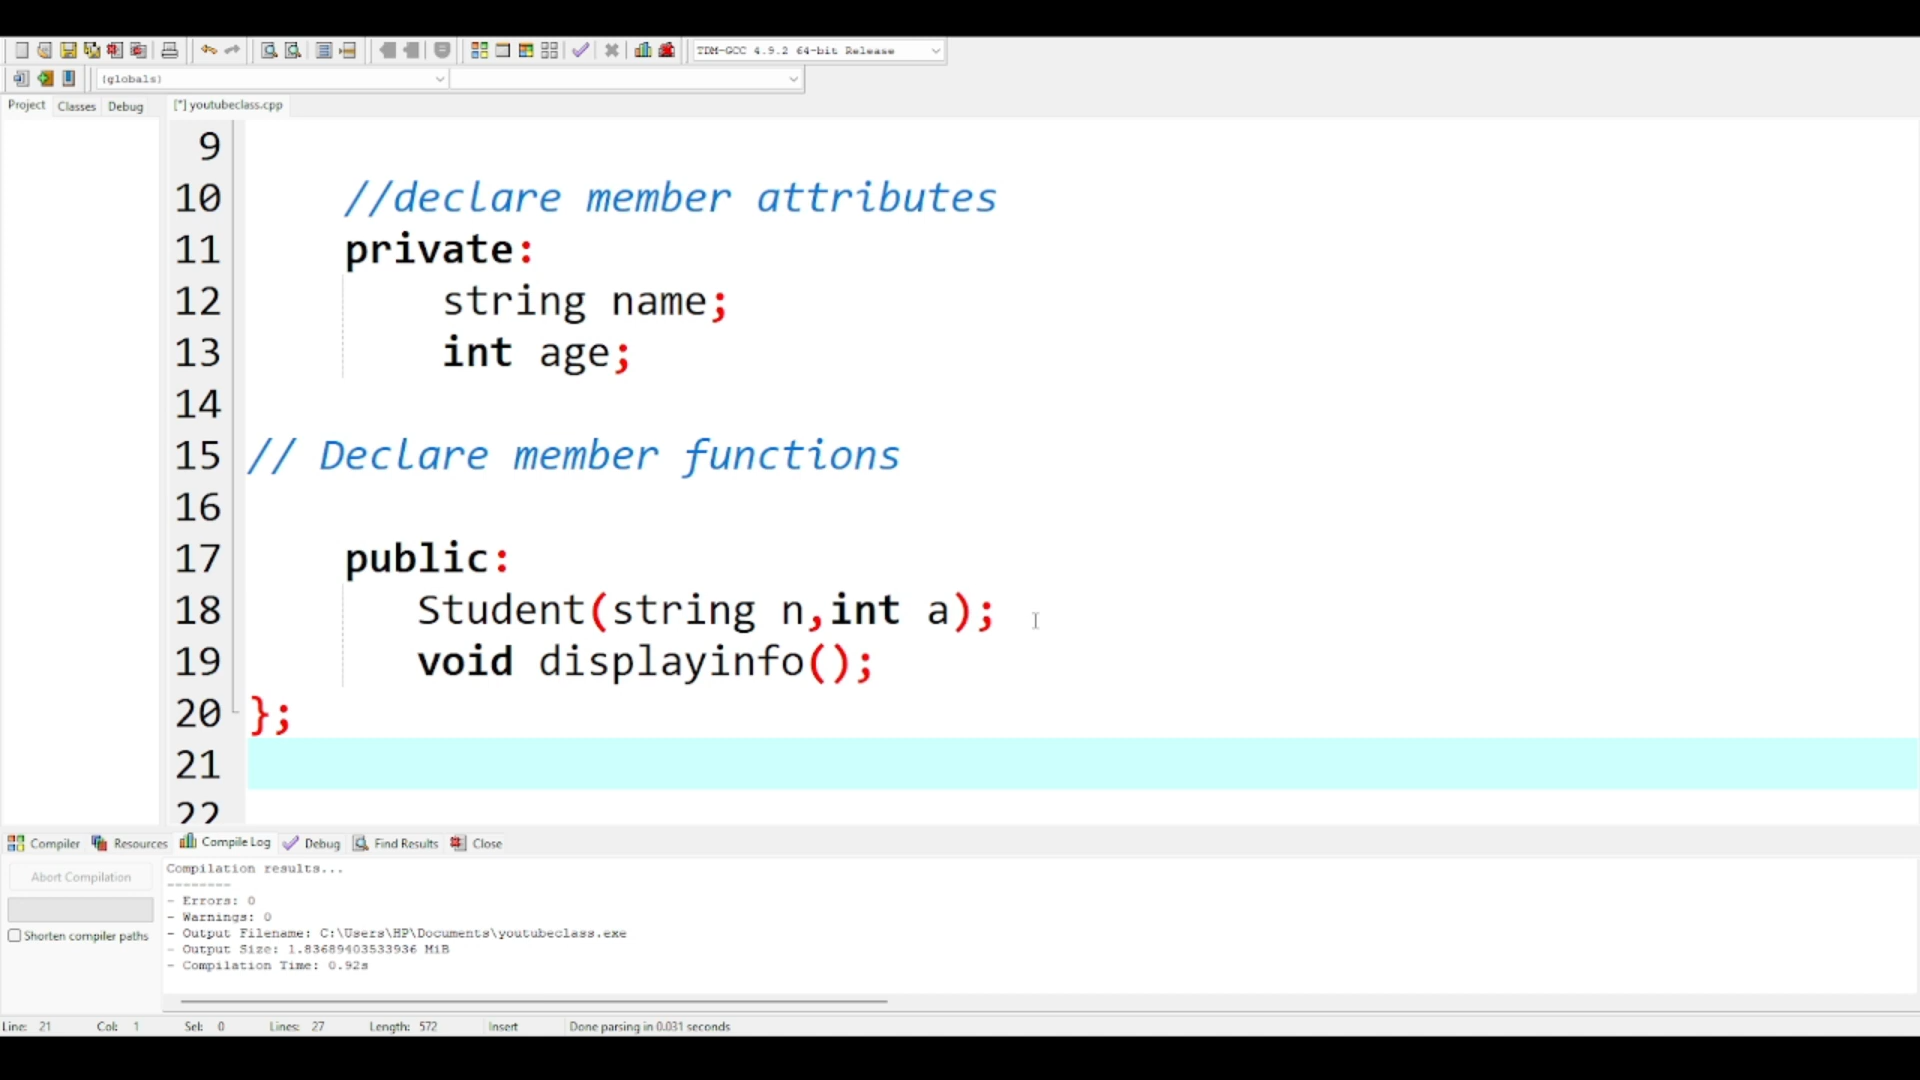 TDM-GCC 4.9.2 64-bit Release
(globals)
Project Classes Debug [*] youtubeclass.cpp
9
10 //declare member attributes
11 private:
12 string name;
13 int age;
14
15 // Declare member functions
16
17 public:
18 Student(string n,int a);
19 void displayinfo();
20 };
21
22
Compiler Resources Compile Log Debug Find Results Close
Abort Compilation
Shorten compiler paths
Compilation results...
--------
- Errors: 0
- Warnings: 0
- Output Filename: C:\Users\HP\Documents\youtubeclass.exe
- Output Size: 1.83689403533936 MiB
- Compilation Time: 0.92s
Line: 21 Col: 1 Sel: 0 Lines: 27 Length: 572 Insert Done parsing in 0.031 seconds